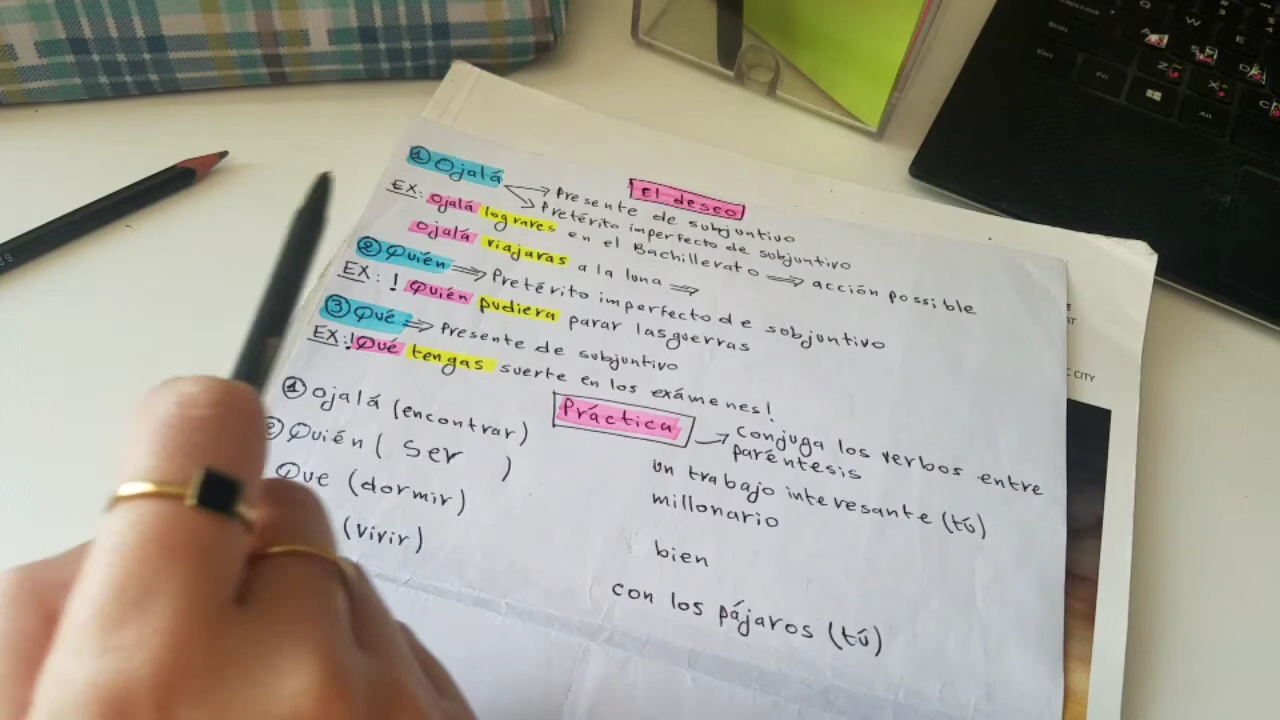 El deseo
① Ojalá → Presente de subjuntivo
→ Pretérito imperfecto de subjuntivo
EX: Ojalá lograres en el Bachillerato ⇒ acción possible
Ojalá viajaras a la luna ⇒
② Quién ⇒ Pretérito imperfecto de subjuntivo
EX: ! Quién pudiera parar las guerras
③ Qué ⇒ Presente de subjuntivo
EX: !Qué tengas suerte en los exámenes!
Práctica → Conjuga los verbos entre
paréntesis
① Ojalá (encontrar) un trabajo interesante (tú)
② Quién ( Ser ) millonario
Que (dormir) bien
(vivir) con los pájaros (tú)
CITY